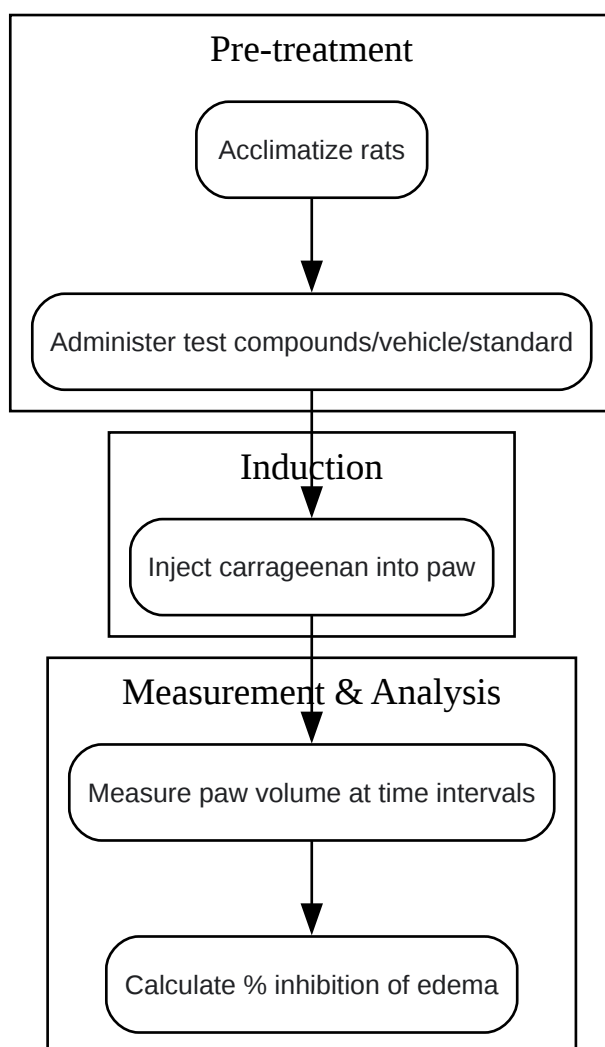 Pre-treatment
Acclimatize rats
Administer test compounds/vehicle/standard
Induction
Inject carrageenan into paw
Measurement & Analysis
Measure paw volume at time intervals
Calculate % inhibition of edema